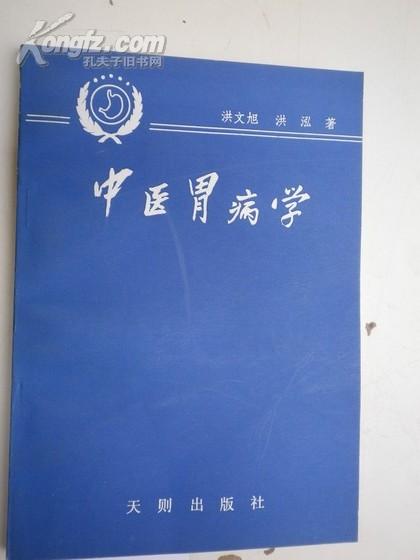 Kongfz.com
孔夫子旧书网
洪文旭 洪 泓 著
中医胃病学
天则出版社